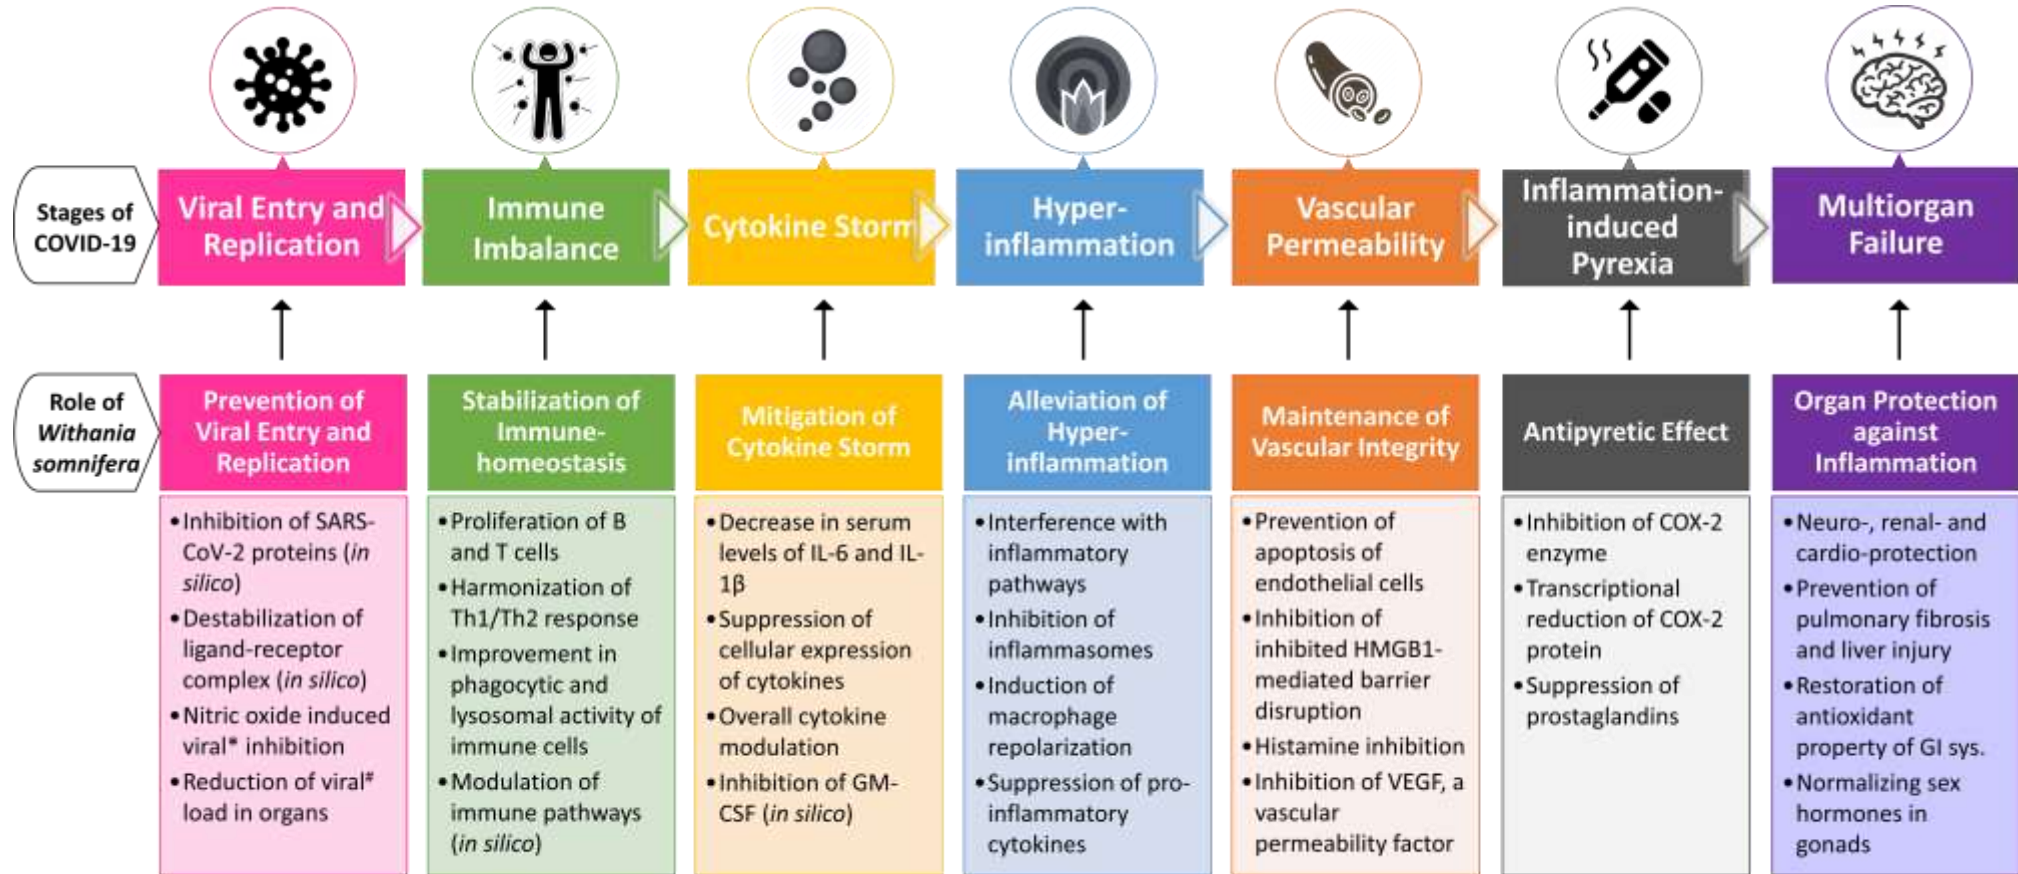 Stages of
COVID-19
Viral Entry and
Replication
Immune
Imbalance
Cytokine Storm
Hyper-
inflammation
Vascular
Permeability
Inflammation-
induced
Pyrexia
Multiorgan
Failure
Role of
Withania
somnifera
Prevention of
Viral Entry and
Replication
Stabilization of
Immune-
homeostasis
Mitigation of
Cytokine Storm
Alleviation of
Hyper-
inflammation
Maintenance of
Vascular Integrity
Antipyretic Effect
Organ Protection
against
Inflammation
•Inhibition of SARS-
CoV-2 proteins (in
silico)
•Destabilization of
ligand-receptor
complex (in silico)
•Nitric oxide induced
viral* inhibition
•Reduction of viral#
load in organs
•Proliferation of B
and T cells
•Harmonization of
Th1/Th2 response
•Improvement in
phagocytic and
lysosomal activity of
immune cells
•Modulation of
immune pathways
(in silico)
•Decrease in serum
levels of IL-6 and IL-
1β
•Suppression of
cellular expression
of cytokines
•Overall cytokine
modulation
•Inhibition of GM-
CSF (in silico)
•Interference with
inflammatory
pathways
•Inhibition of
inflammasomes
•Induction of
macrophage
repolarization
•Suppression of pro-
inflammatory
cytokines
•Prevention of
apoptosis of
endothelial cells
•Inhibition of
inhibited HMGB1-
mediated barrier
disruption
•Histamine inhibition
•Inhibition of VEGF, a
vascular
permeability factor
•Inhibition of COX-2
enzyme
•Transcriptional
reduction of COX-2
protein
•Suppression of
prostaglandins
•Neuro-, renal- and
cardio-protection
•Prevention of
pulmonary fibrosis
and liver injury
•Restoration of
antioxidant
property of GI sys.
•Normalizing sex
hormones in
gonads